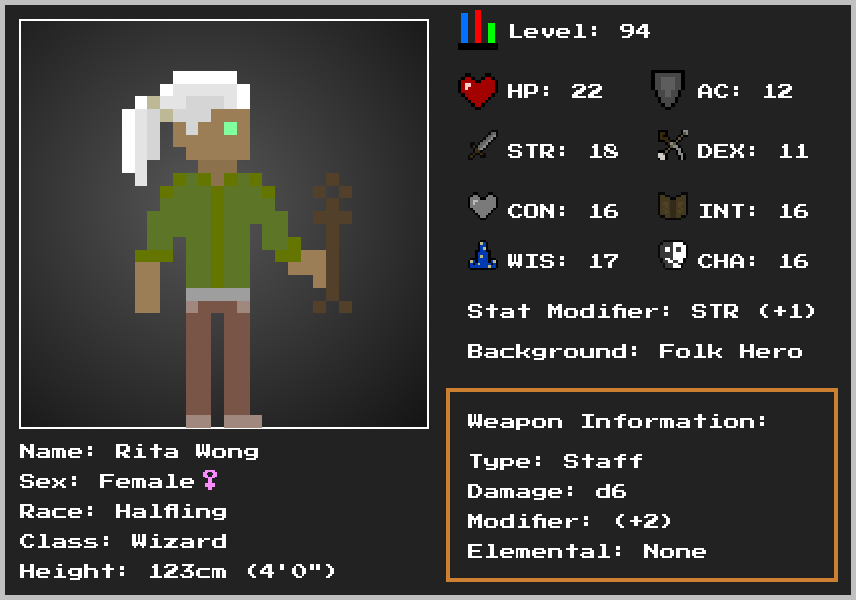 Level: 94
HP: 22
AC: 12
STR: 18
DEX: 11
CON: 16
INT: 16
WIS: 17
CHA: 16
Stat Modifier: STR (+1)
Background: Folk Hero
Weapon Information:
Type: Staff
Damage: d6
Modifier: (+2)
Elemental: None
Name: Rita Wong
Sex: Female♀
Race: Halfling
Class: Wizard
Height: 123cm (4'0")